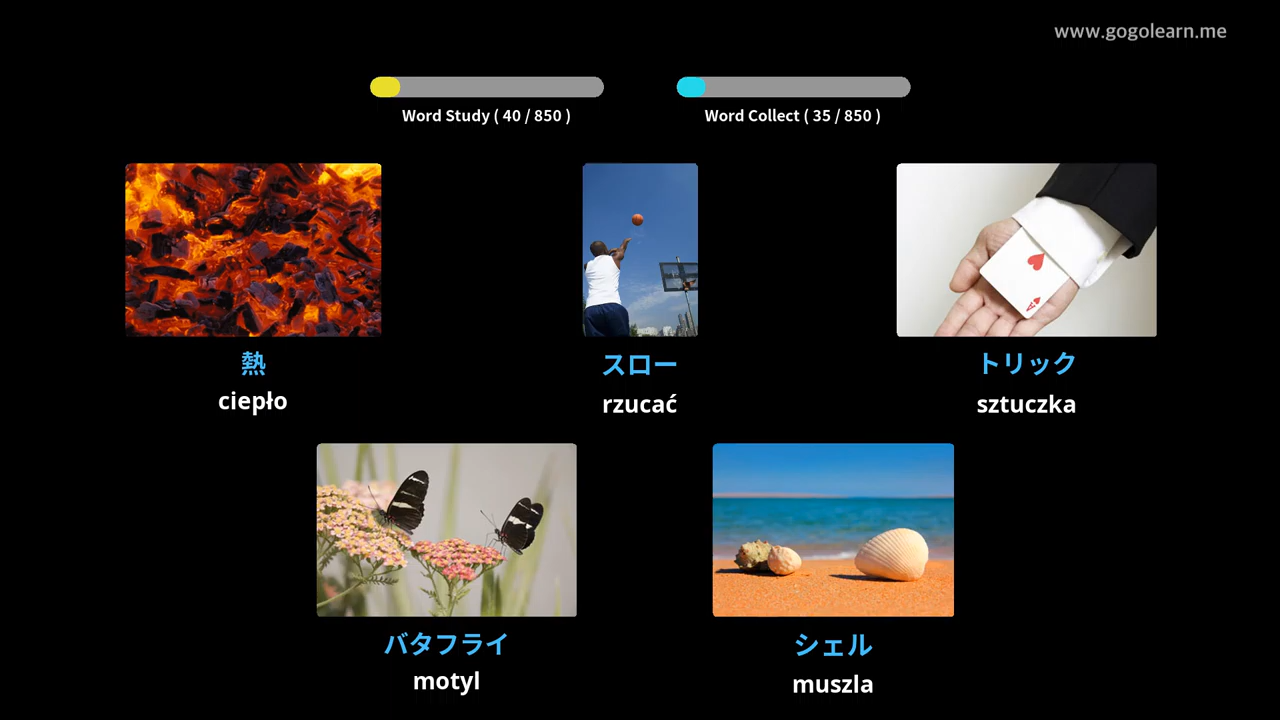 www.gogolearn.me
Word Study ( 40 / 850 )
Word Collect ( 35 / 850 )
熱
ciepło
スロー
rzucać
トリック
sztuczka
バタフライ
motyl
シェル
muszla